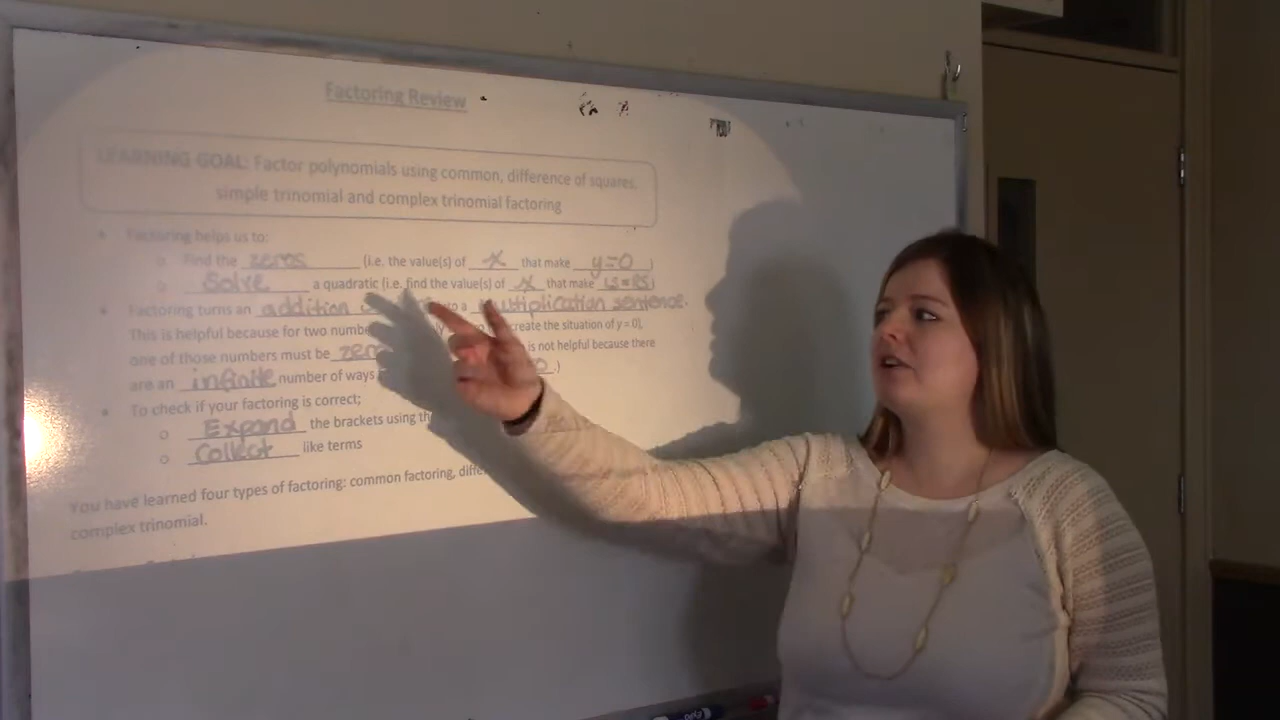 Factoring Review
LEARNING GOAL: Factor polynomials using common, difference of squares,
simple trinomial and complex trinomial factoring
Factoring helps us to:
Find the zeros (i.e. the value(s) of x that make y=0)
Solve a quadratic (i.e. find the value(s) of x that make LS=RS)
Factoring turns an addition into a multiplication sentence.
This is helpful because for two create the situation of y = 0),
one of those numbers must be zero is not helpful because there
are an infinite number of ways 0.)
To check if your factoring is correct;
Expand the brackets using
Collect like terms
You have learned four types of factoring: common factoring,
complex trinomial.